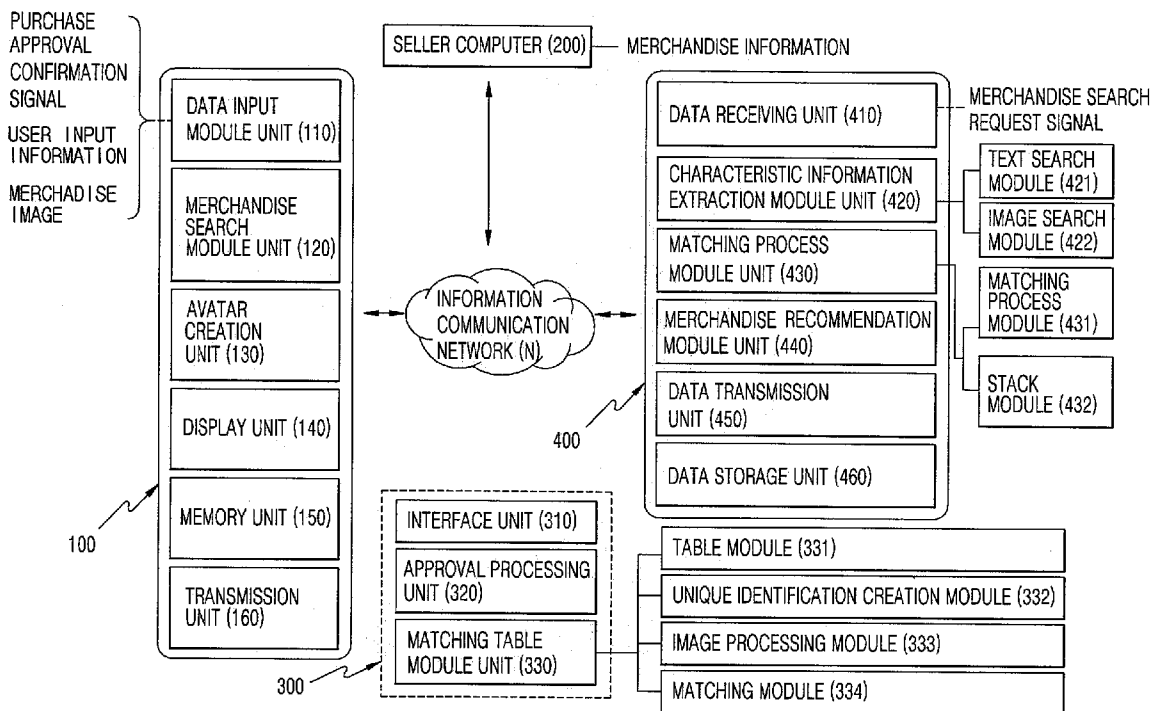 PURCHASE
APPROVAL
CONFIRMATION
SIGNAL
USER INPUT
INFORMATION
MERCHADISE
IMAGE
DATA INPUT
MODULE UNIT (110)
MERCHANDISE
SEARCH
MODULE UNIT (120)
AVATAR
CREATION
UNIT (130)
DISPLAY UNIT (140)
MEMORY UNIT (150)
TRANSMISSION
UNIT (160)
100
SELLER COMPUTER (200)
MERCHANDISE INFORMATION
INFORMATION
COMMUNICATION
NETWORK (N)
DATA RECEIVING UNIT (410)
MERCHANDISE SEARCH
REQUEST SIGNAL
CHARACTERISTIC INFORMATION
EXTRACTION MODULE UNIT (420)
TEXT SEARCH
MODULE (421)
IMAGE SEARCH
MODULE (422)
MATCHING PROCESS
MODULE UNIT (430)
MATCHING
PROCESS
MODULE (431)
STACK
MODULE (432)
MERCHANDISE RECOMMENDATION
MODULE UNIT (440)
DATA TRANSMISSION
UNIT (450)
DATA STORAGE UNIT (460)
400
INTERFACE UNIT (310)
APPROVAL PROCESSING
UNIT (320)
MATCHING TABLE
MODULE UNIT (330)
300
TABLE MODULE (331)
UNIQUE IDENTIFICATION CREATION MODULE (332)
IMAGE PROCESSING MODULE (333)
MATCHING MODULE (334)